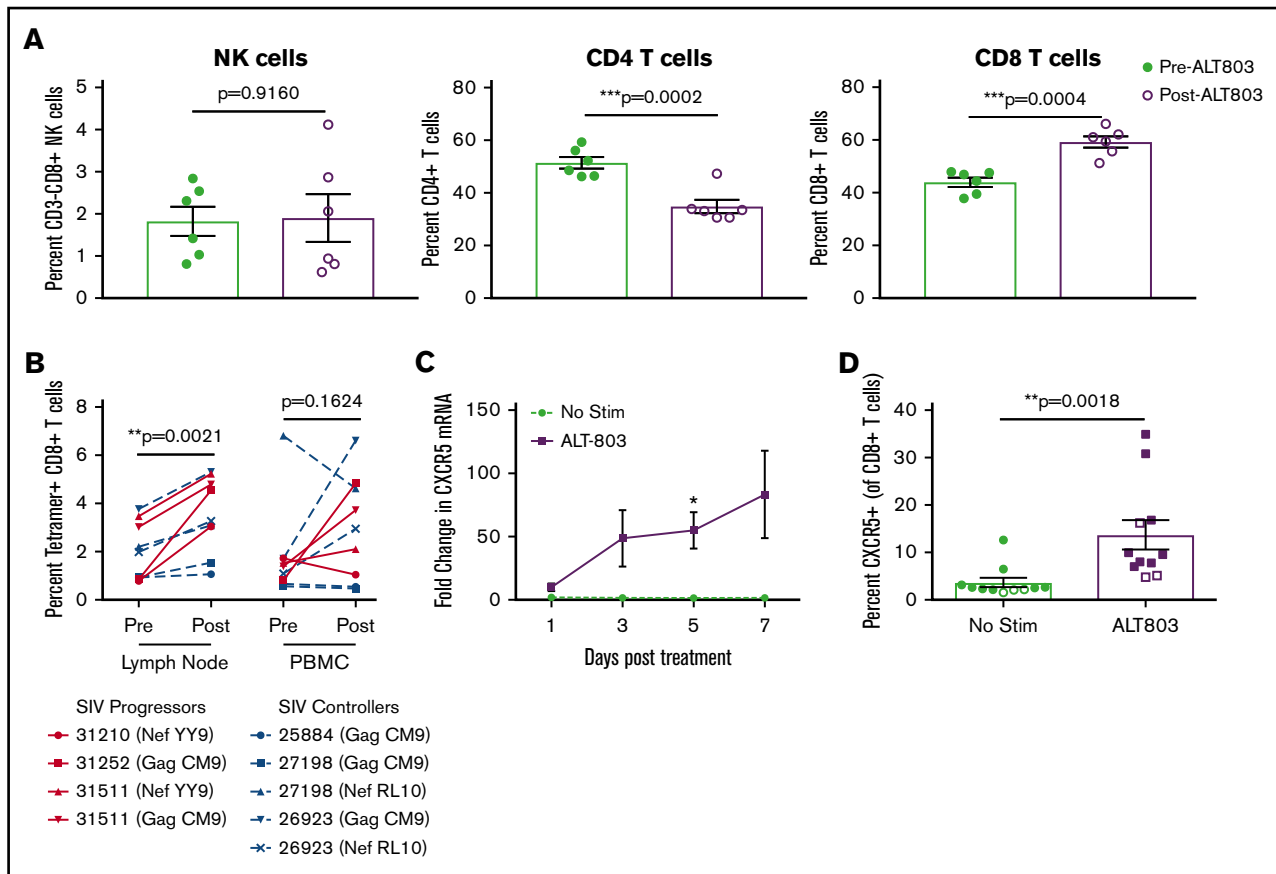 A
NK cells
Percent CD3-CD8+ NK cells
5
4
3
2
1
0
p=0.9160
CD4 T cells
Percent CD4+ T cells
80
60
40
20
0
***p=0.0002
CD8 T cells
Percent CD8+ T cells
80
60
40
20
0
***p=0.0004
Pre-ALT803
Post-ALT803
B
Percent Tetramer+ CD8+ T cells
8
6
4
2
0
**p=0.0021
p=0.1624
Pre Post Pre Post
Lymph Node PBMC
SIV Progressors
31210 (Nef YY9)
31252 (Gag CM9)
31511 (Nef YY9)
31511 (Gag CM9)
SIV Controllers
25884 (Gag CM9)
27198 (Gag CM9)
27198 (Nef RL10)
26923 (Gag CM9)
26923 (Nef RL10)
C
Fold Change in CXCR5 mRNA
150
100
50
0
No Stim
ALT-803
*
1 3 5 7
Days post treatment
D
Percent CXCR5+ (of CD8+ T cells)
40
30
20
10
0
**p=0.0018
No Stim ALT803